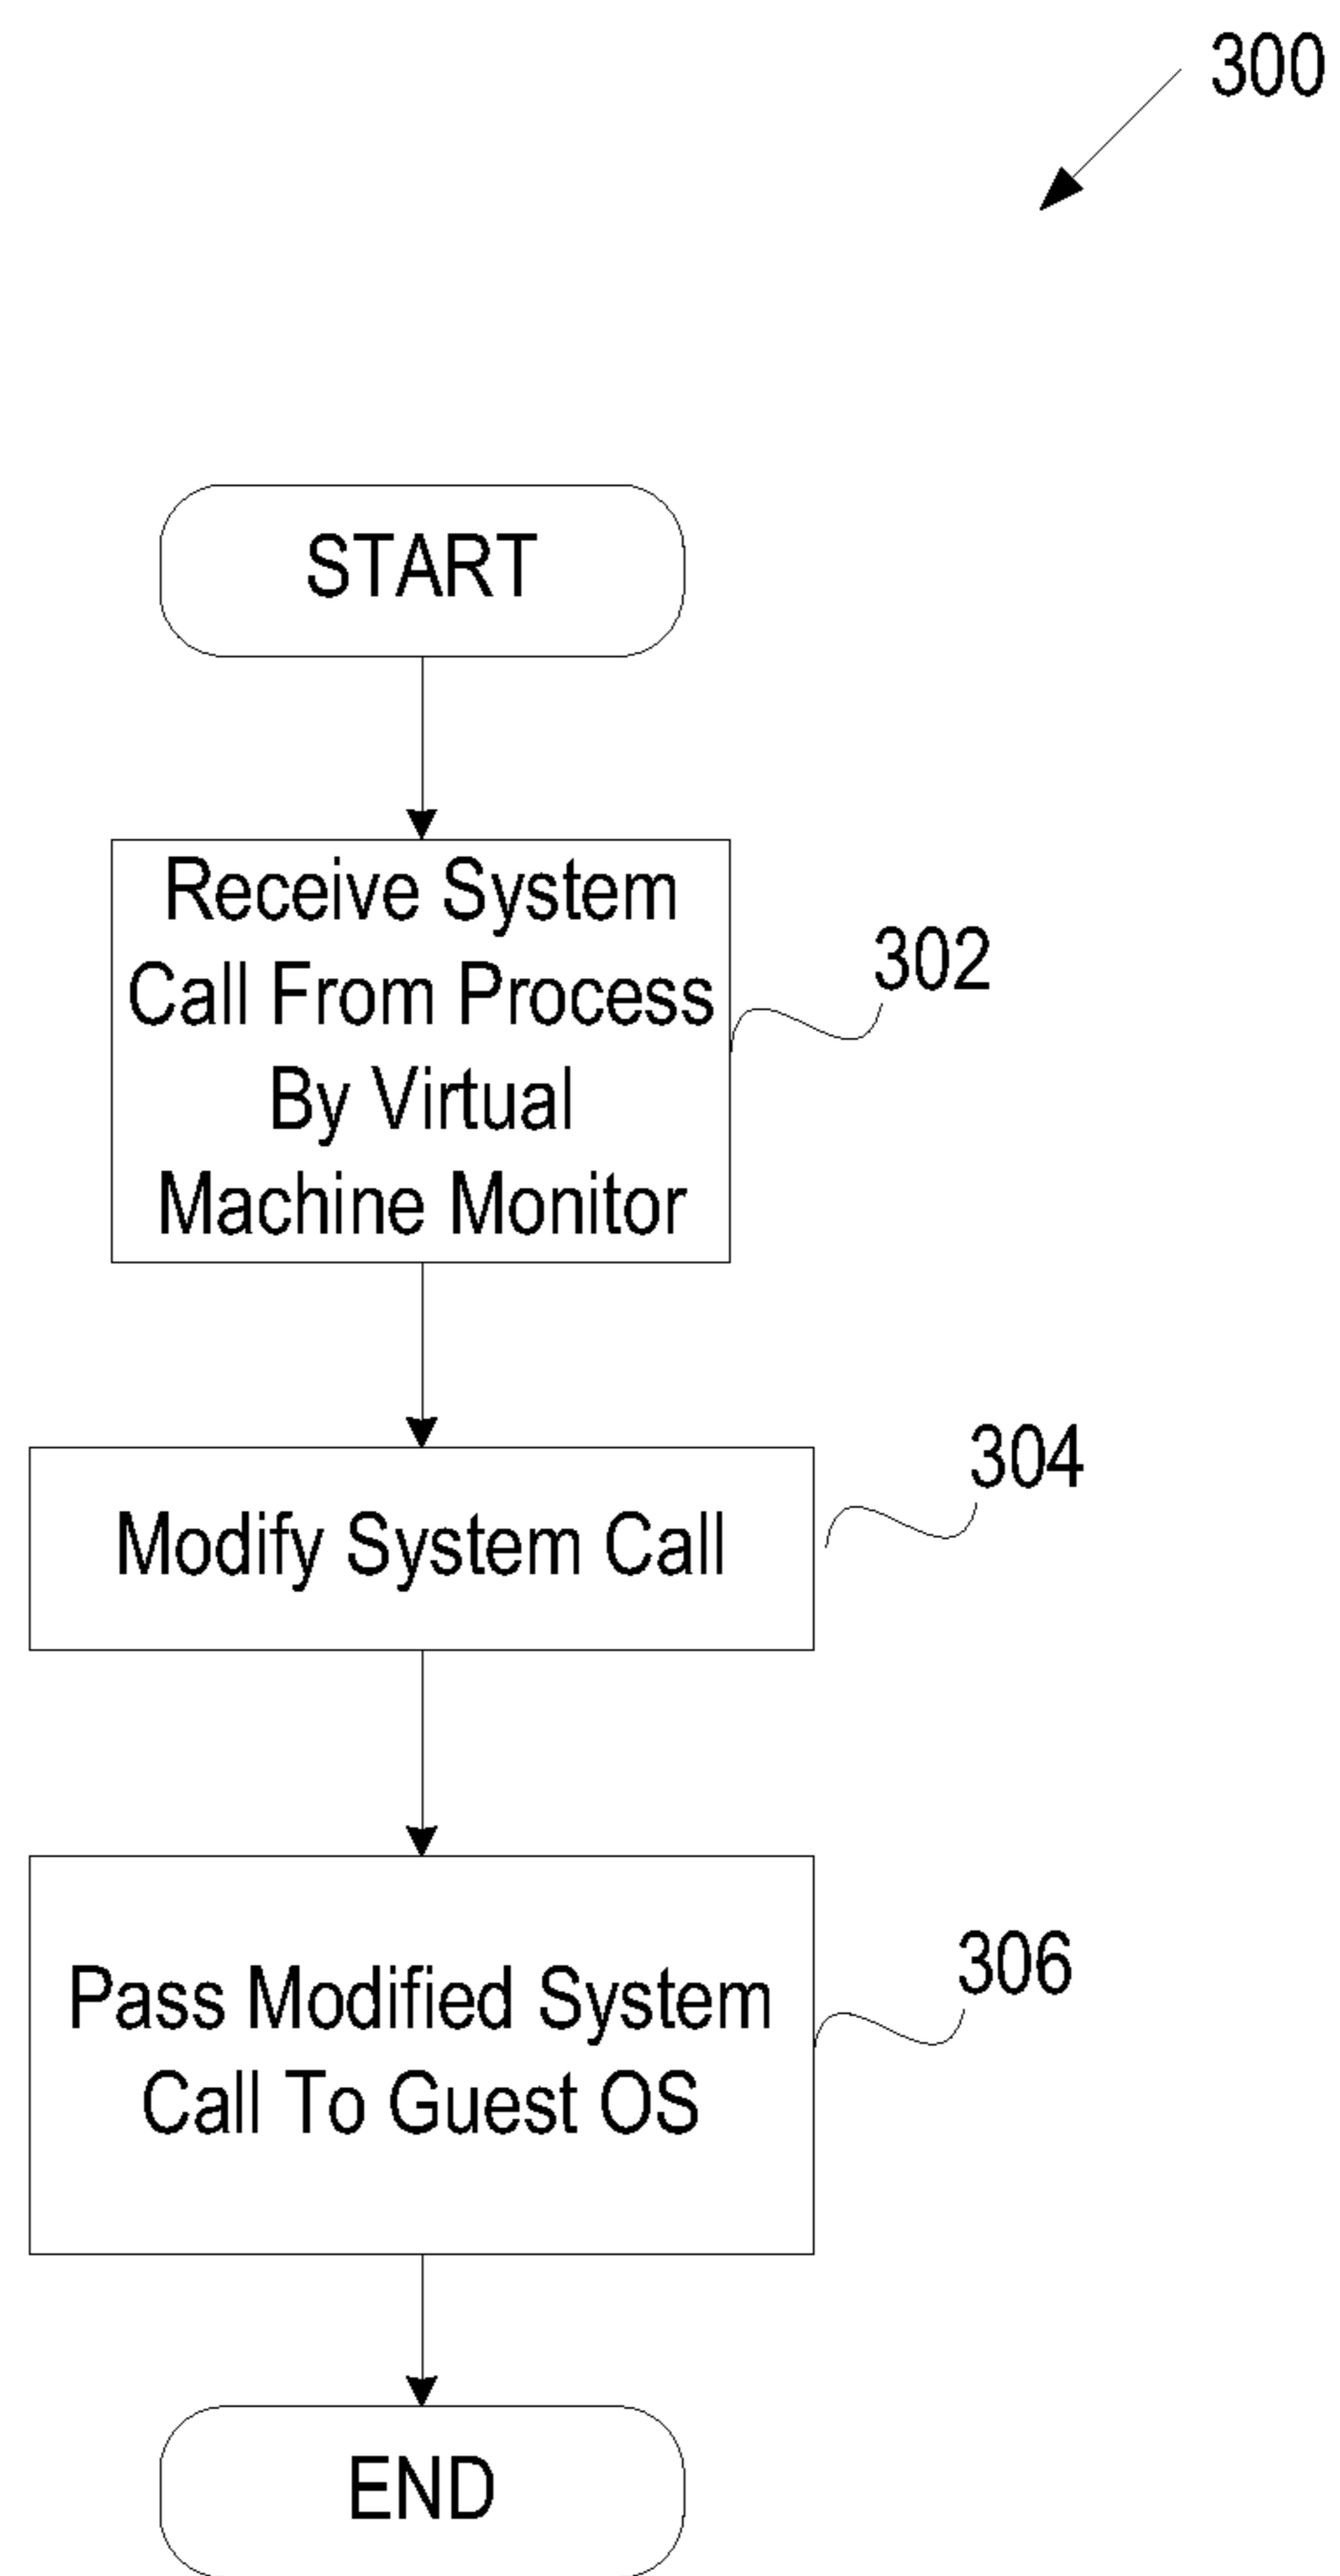 300
START
Receive System
Call From Process
By Virtual
Machine Monitor
302
Modify System Call
304
Pass Modified System
Call To Guest OS
306
END